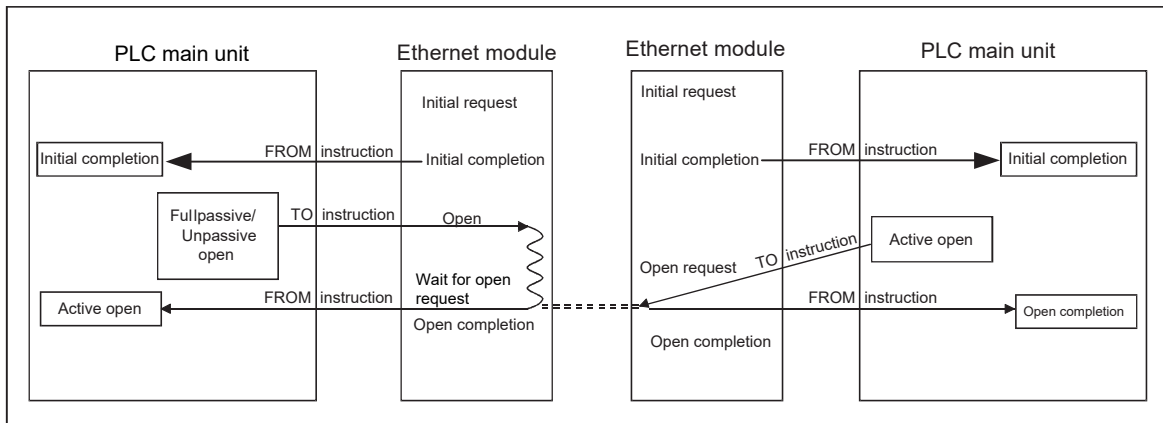 PLC main unit
Ethernet module
Ethernet module
PLC main unit
Initial request
Initial request
Initial completion
FROM instruction
Initial completion
Initial completion
FROM instruction
Initial completion
Fullpassive/
Unpassive
open
TO instruction
Open
TO instruction
Active open
Open request
Wait for open
request
Active open
FROM instruction
Open completion
FROM instruction
Open completion
Open completion